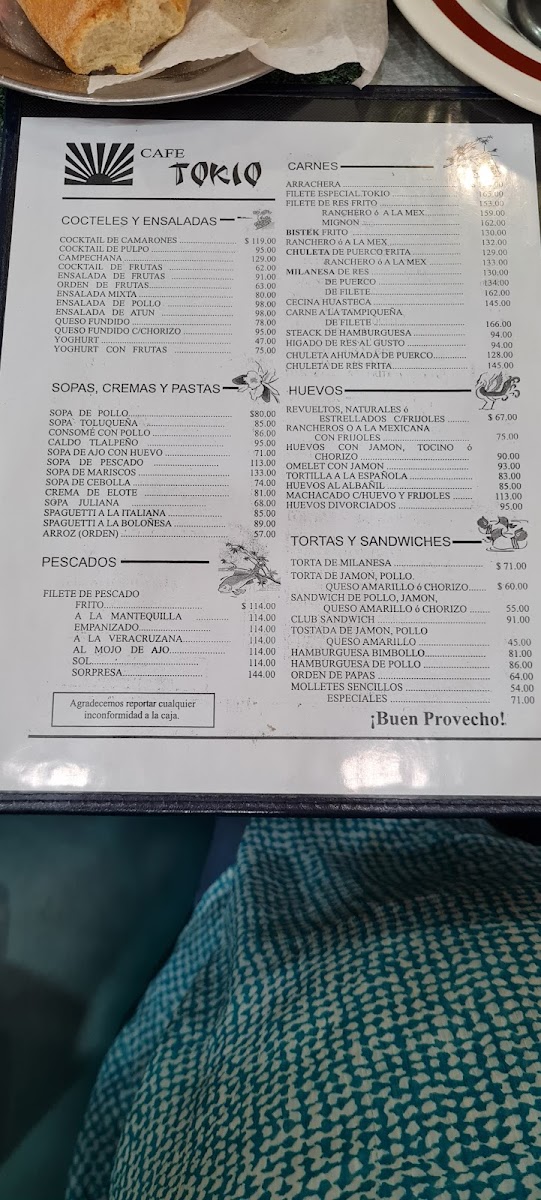 CAFE
TOKIO
COCTELES Y ENSALADAS
COCKTAIL DE CAMARONES $ 119.00
COCKTAIL DE PULPO 95.00
CAMPECHANA 129.00
COCKTAIL DE FRUTAS 62.00
ENSALADA DE FRUTAS 91.00
ORDEN DE FRUTAS 63.00
ENSALADA MIXTA 80.00
ENSALADA DE POLLO 98.00
ENSALADA DE ATUN 98.00
QUESO FUNDIDO 78.00
QUESO FUNDIDO C/CHORIZO 95.00
YOGHURT 47.00
YOGHURT CON FRUTAS 75.00
SOPAS, CREMAS Y PASTAS
SOPA DE POLLO $80.00
SOPA TOLUQUEÑA 85.00
CONSOMÉ CON POLLO 86.00
CALDO TLALPEÑO 95.00
SOPA DE AJO CON HUEVO 71.00
SOPA DE PESCADO 113.00
SOPA DE MARISCOS 133.00
SOPA DE CEBOLLA 74.00
CREMA DE ELOTE 81.00
SOPA JULIANA 68.00
SPAGUETTI A LA ITALIANA 85.00
SPAGUETTI A LA BOLOÑESA 89.00
ARROZ (ORDEN) 57.00
PESCADOS
FILETE DE PESCADO
FRITO $ 114.00
A LA MANTEQUILLA 114.00
EMPANIZADO 114.00
A LA VERACRUZANA 114.00
AL MOJO DE AJO 114.00
SOL 114.00
SORPRESA 144.00
Agradecemos reportar cualquier
inconformidad a la caja.
CARNES
ARRACHERA
FILETE ESPECIAL TOKIO 165.00
FILETE DE RES FRITO 153.00
RANCHERO ó A LA MEX 159.00
MIGNON 162.00
BISTEK FRITO 130.00
RANCHERO ó A LA MEX 132.00
CHULETA DE PUERCO FRITA 129.00
RANCHERO ó A LA MEX 133.00
MILANESA DE RES 130.00
DE PUERCO 134:00
DE FILETE 162.00
CECINA HUASTECA 145.00
CARNE A LA TAMPIQUEÑA
DE FILETE 166.00
STEACK DE HAMBURGUESA 94.00
HIGADO DE RES AL GUSTO 94.00
CHULETA AHUMADA DE PUERCO 128.00
CHULETA DE RES FRITA 145.00
HUEVOS
REVUELTOS, NATURALES ó
ESTRELLADOS C/FRIJOLES $ 67.00
RANCHEROS O A LA MEXICANA
CON FRIJOLES 75.00
HUEVOS CON JAMON, TOCINO ó
CHORIZO 90.00
OMELET CON JAMON 93.00
TORTILLA A LA ESPAÑOLA 83.00
HUEVOS AL ALBAÑIL 85.00
MACHACADO C/HUEVO Y FRIJOLES 113.00
HUEVOS DIVORCIADOS 95.00
TORTAS Y SANDWICHES
TORTA DE MILANESA $ 71.00
TORTA DE JAMON, POLLO.
QUESO AMARILLO ó CHORIZO $ 60.00
SANDWICH DE POLLO, JAMON,
QUESO AMARILLO ó CHORIZO 55.00
CLUB SANDWICH 91.00
TOSTADA DE JAMON, POLLO
QUESO AMARILLO 45.00
HAMBURGUESA BIMBOLLO 81.00
HAMBURGUESA DE POLLO 86.00
ORDEN DE PAPAS 64.00
MOLLETES SENCILLOS 54.00
ESPECIALES 71.00
¡Buen Provecho!